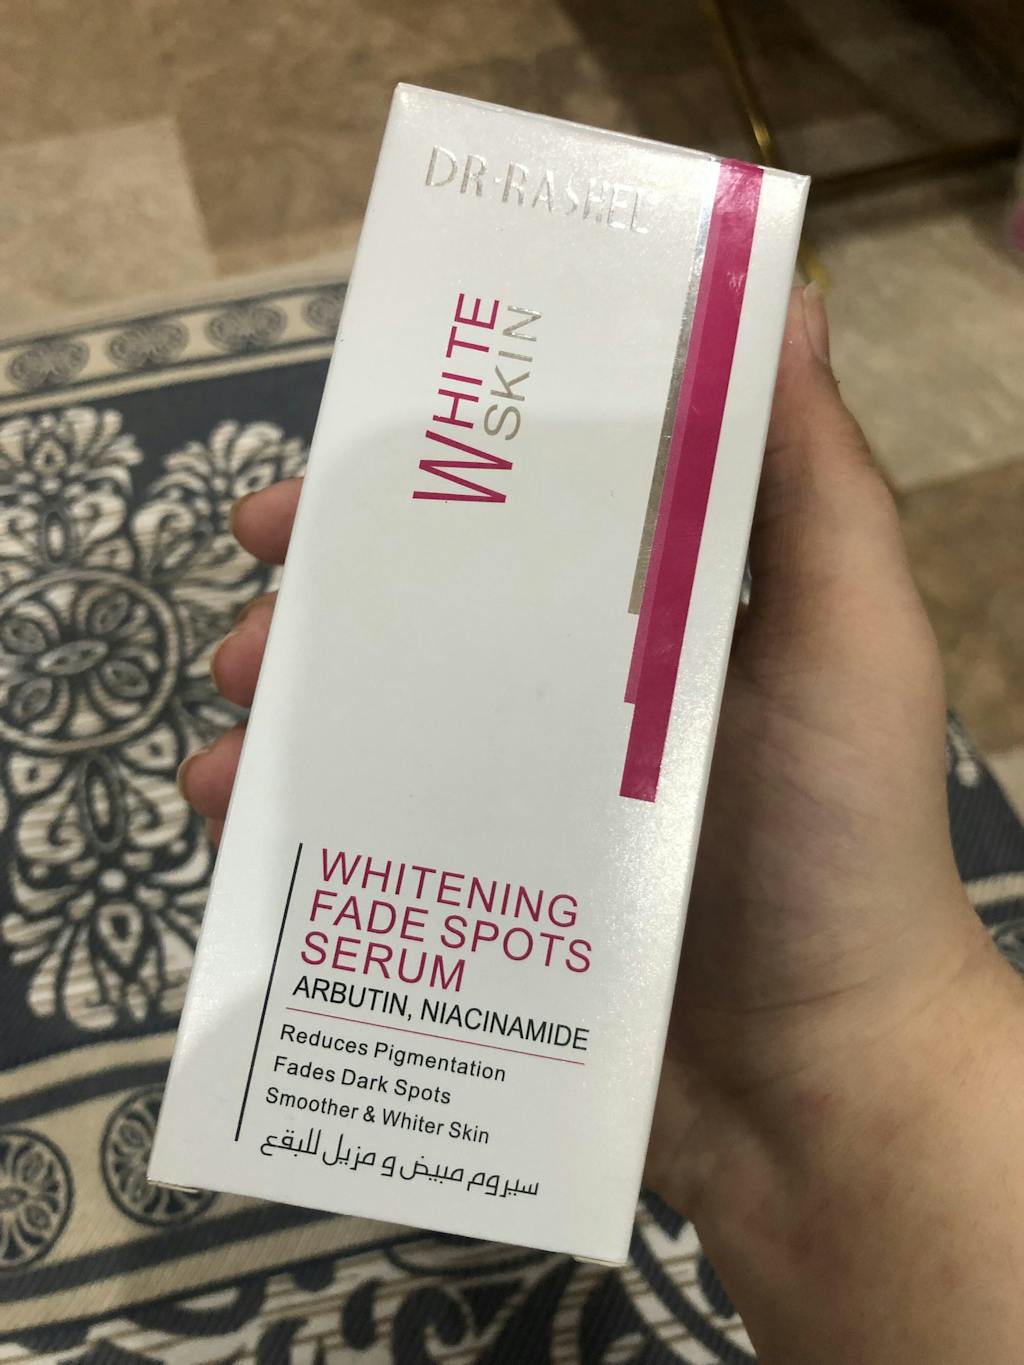 DR·RASHEL
WHITE
SKIN
WHITENING
FADE SPOTS
SERUM
ARBUTIN, NIACINAMIDE
Reduces Pigmentation
Fades Dark Spots
Smoother & Whiter Skin
سيروم مبيض و مزيل للبقع